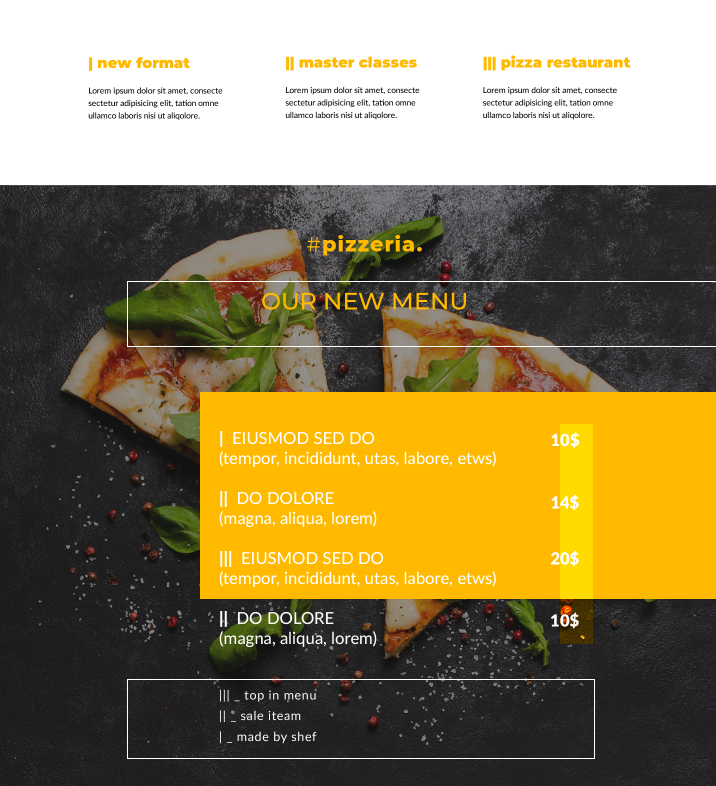 | new format
Lorem ipsum dolor sit amet, consecte
sectetur adipisicing elit, tation omne
ullamco laboris nisi ut aliqolore.
|| master classes
Lorem ipsum dolor sit amet, consecte
sectetur adipisicing elit, tation omne
ullamco laboris nisi ut aliqolore.
||| pizza restaurant
Lorem ipsum dolor sit amet, consecte
sectetur adipisicing elit, tation omne
ullamco laboris nisi ut aliqolore.
#pizzeria.
OUR NEW MENU
| EIUSMOD SED DO 10$
(tempor, incididunt, utas, labore, etws)
|| DO DOLORE 14$
(magna, aliqua, lorem)
||| EIUSMOD SED DO 20$
(tempor, incididunt, utas, labore, etws)
|| DO DOLORE 10$
(magna, aliqua, lorem)
||| _ top in menu
|| _ sale iteam
| _ made by shef